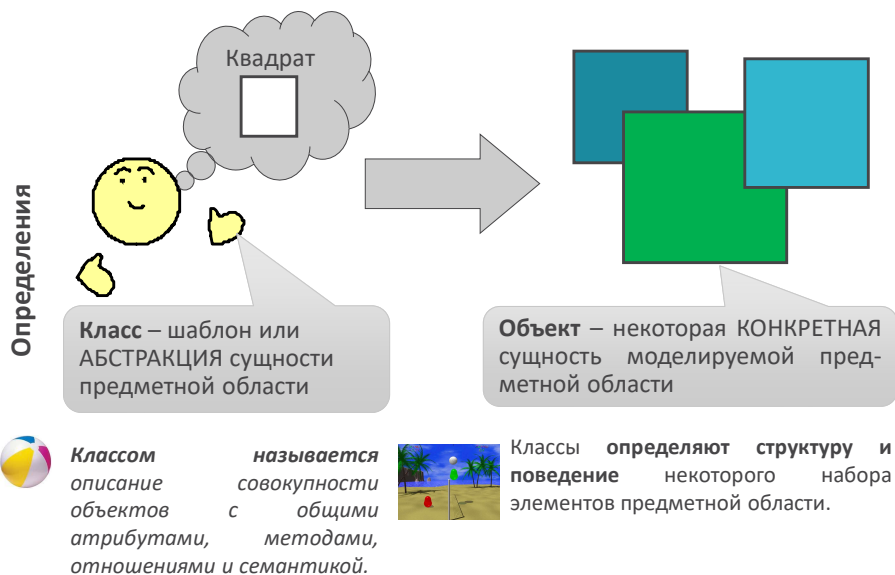 Квадрат
Определения
Класс – шаблон или
АБСТРАКЦИЯ сущности
предметной области
Объект – некоторая КОНКРЕТНАЯ
сущность моделируемой пред-
метной области
Классом называется
описание совокупности
объектов с общими
атрибутами, методами,
отношениями и семантикой.
Классы определяют структуру и
поведение некоторого набора
элементов предметной области.